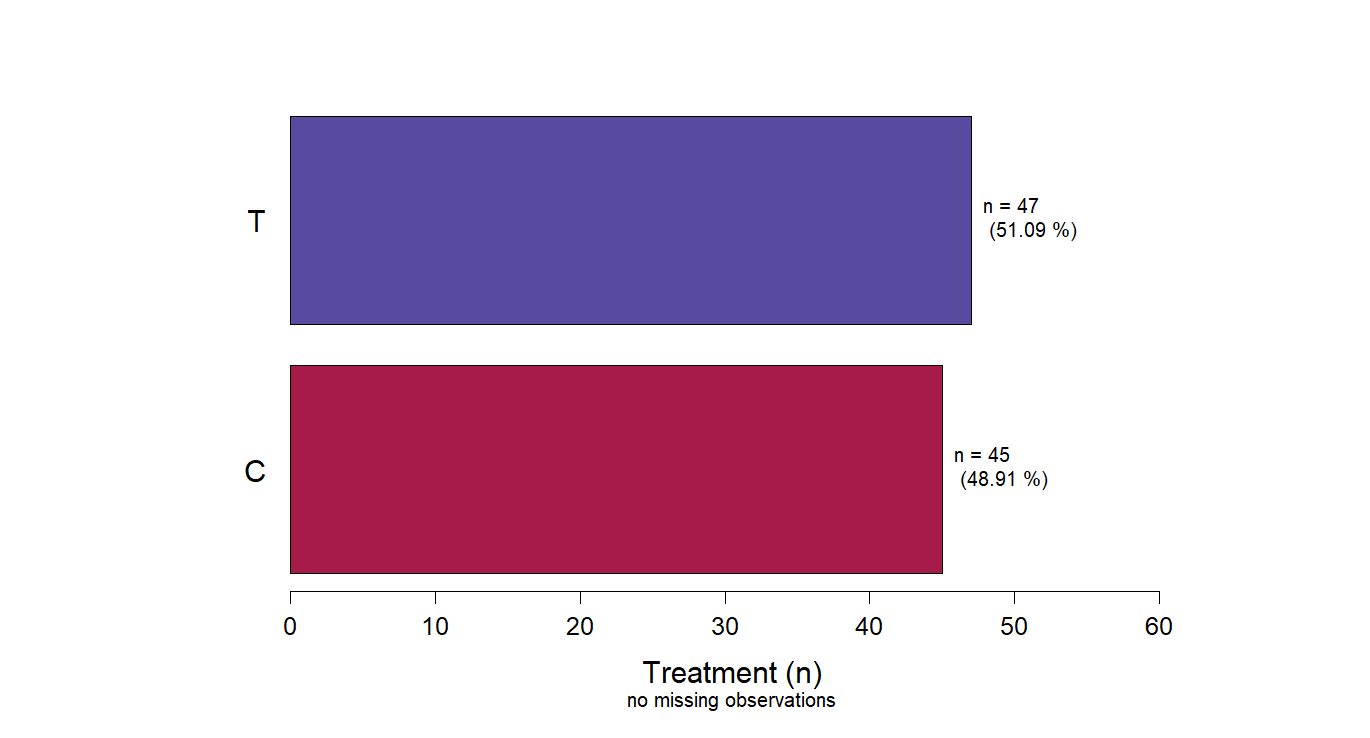 T
n = 47
(51.09 %)
C
n = 45
(48.91 %)
0 10 20 30 40 50 60
Treatment (n)
no missing observations